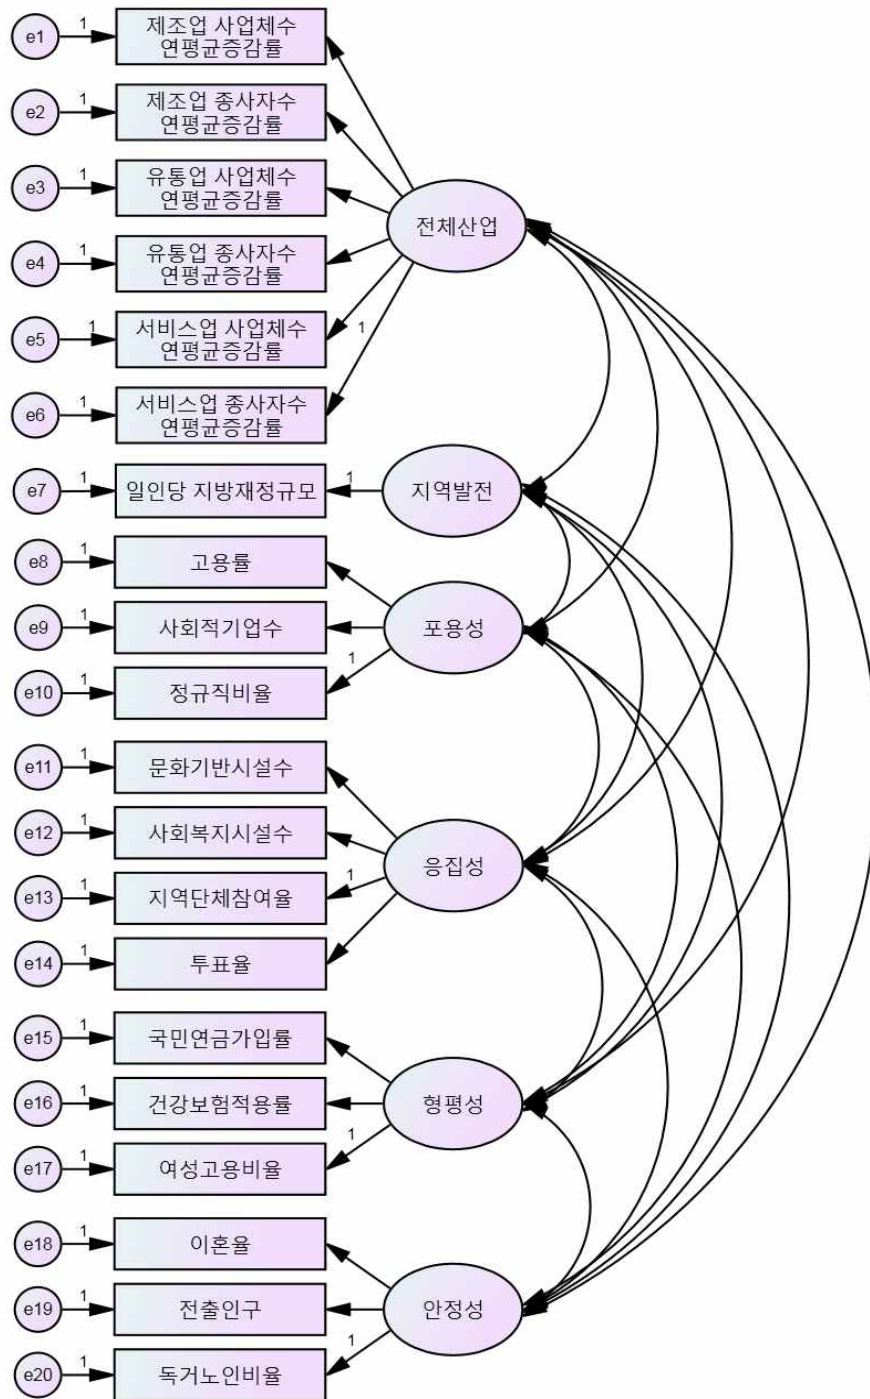 e1
1
제조업 사업체수
연평균증감률
e2
1
제조업 종사자수
연평균증감률
e3
1
유통업 사업체수
연평균증감률
전체산업
e4
1
유통업 종사자수
연평균증감률
e5
1
서비스업 사업체수
연평균증감률
1
e6
1
서비스업 종사자수
연평균증감률
e7
1
일인당 지방재정규모
1
지역발전
e8
1
고용률
e9
1
사회적기업수
포용성
e10
1
정규직비율
1
e11
1
문화기반시설수
e12
1
사회복지시설수
응집성
e13
1
지역단체참여율
1
e14
1
투표율
e15
1
국민연금가입률
e16
1
건강보험적용률
형평성
e17
1
여성고용비율
1
e18
1
이혼율
e19
1
전출인구
안정성
e20
1
독거노인비율
1